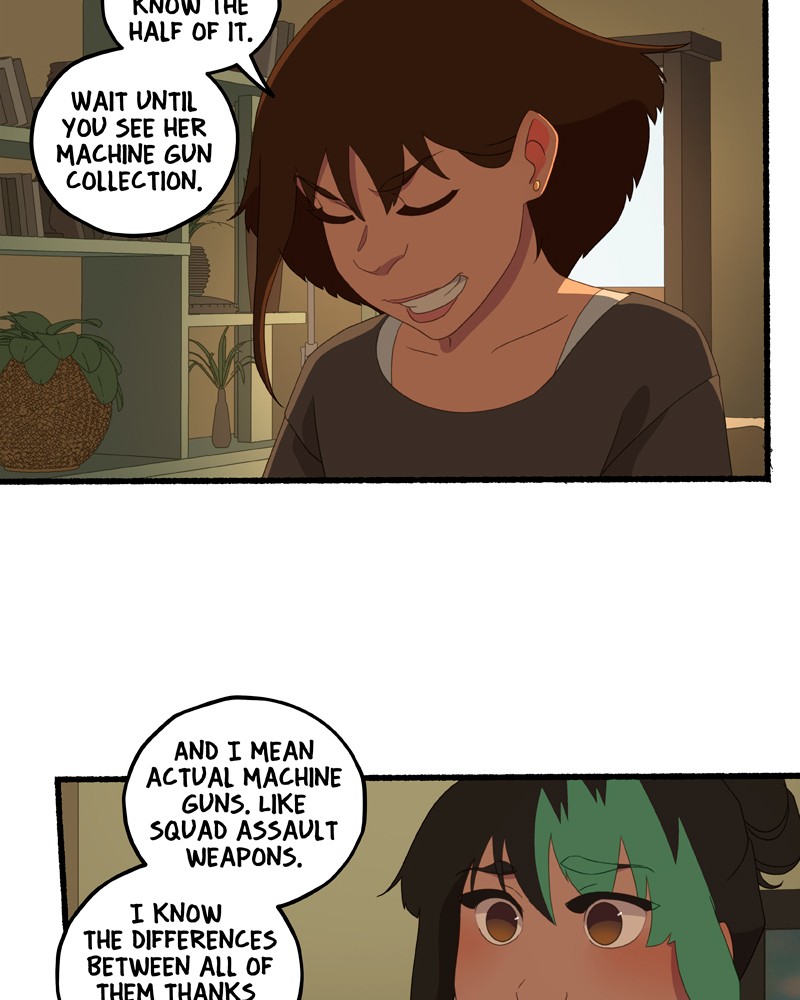 KNOW THE
HALF OF IT.
WAIT UNTIL
YOU SEE HER
MACHINE GUN
COLLECTION.
AND I MEAN
ACTUAL MACHINE
GUNS. LIKE
SQUAD ASSAULT
WEAPONS.
I KNOW
THE DIFFERENCES
BETWEEN ALL OF
THEM THANKS